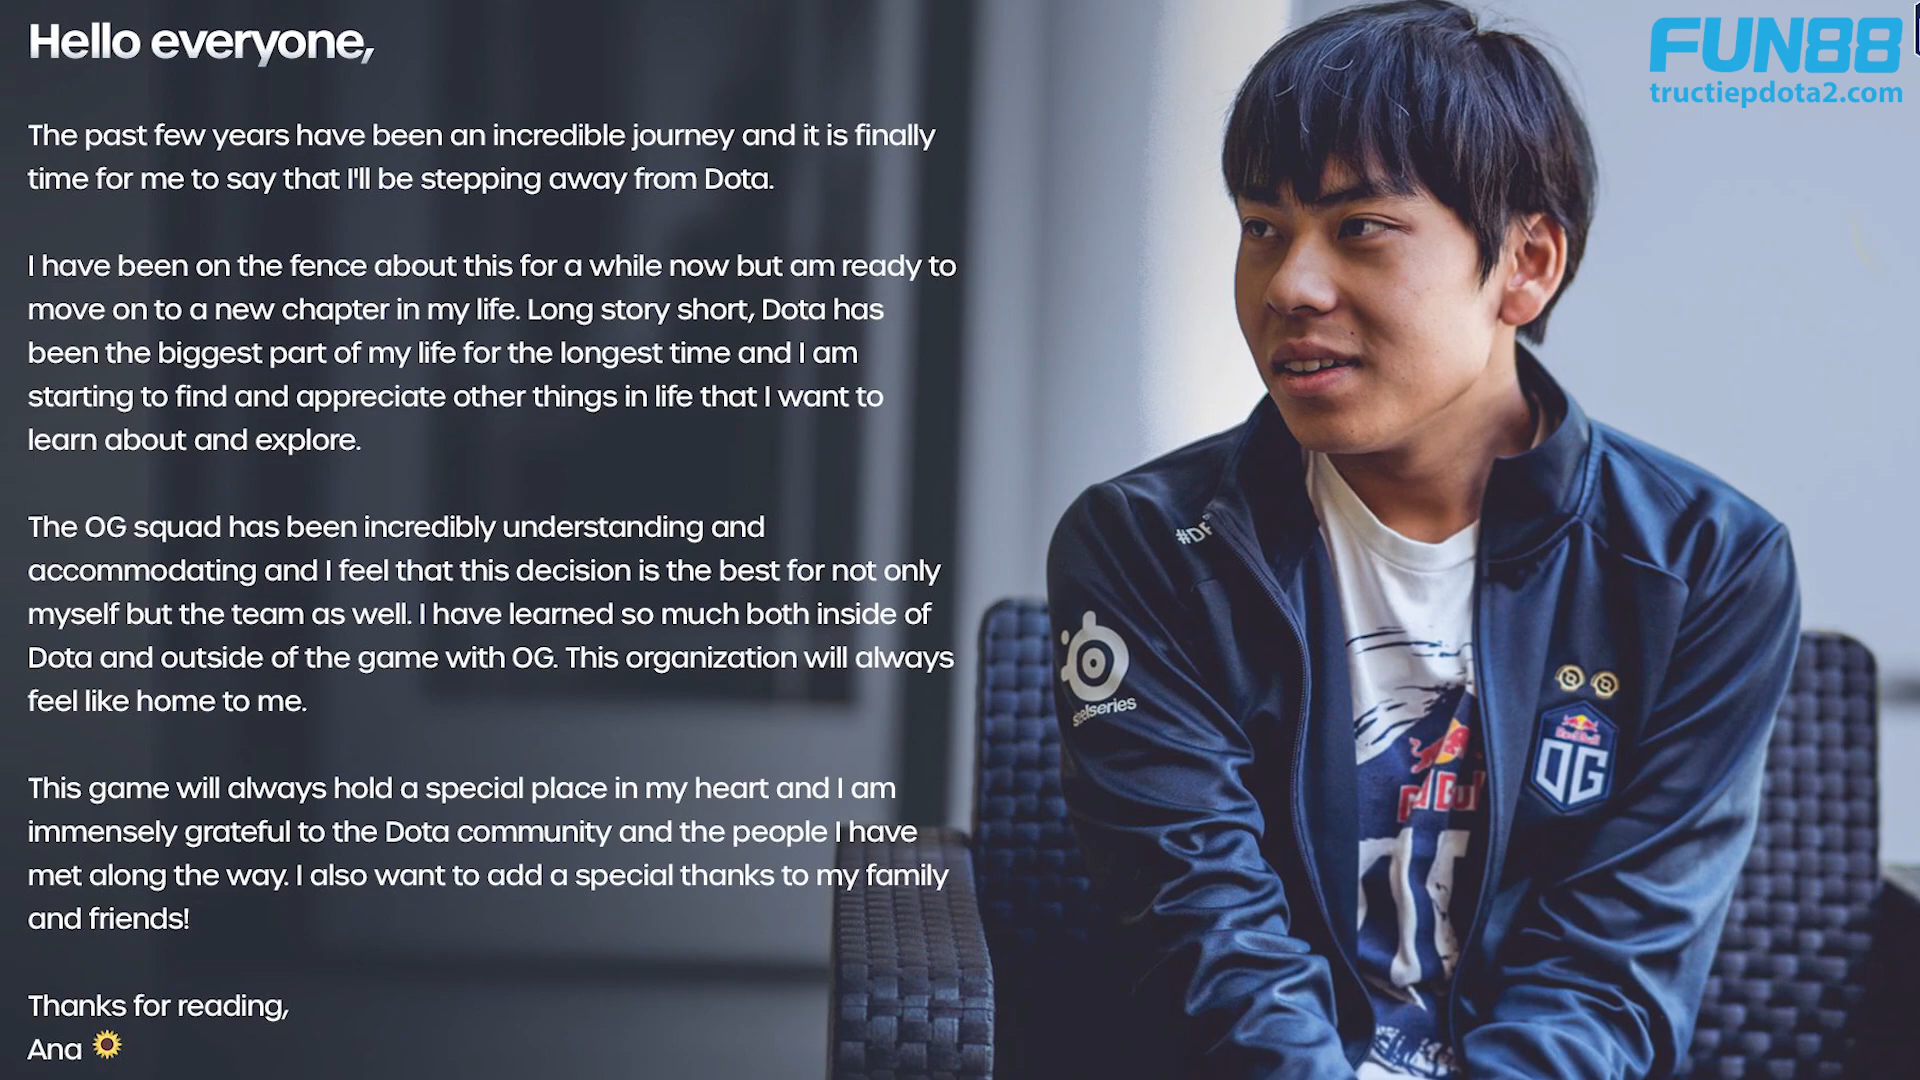 Hello everyone,
The past few years have been an incredible journey and it is finally
time for me to say that I'll be stepping away from Dota.
I have been on the fence about this for a while now but am ready to
move on to a new chapter in my life. Long story short, Dota has
been the biggest part of my life for the longest time and I am
starting to find and appreciate other things in life that I want to
learn about and explore.
The OG squad has been incredibly understanding and
accommodating and I feel that this decision is the best for not only
myself but the team as well. I have learned so much both inside of
Dota and outside of the game with OG. This organization will always
feel like home to me.
This game will always hold a special place in my heart and I am
immensely grateful to the Dota community and the people I have
met along the way. I also want to add a special thanks to my family
and friends!
Thanks for reading,
Ana
FUN88
tructiepdota2.com
steelseries
Red Bull
OG